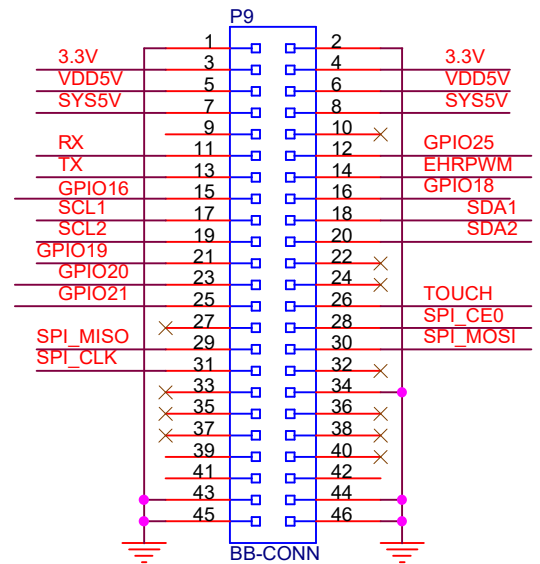 P9
1 2
3.3V 3 4 3.3V
VDD5V 5 6 VDD5V
SYS5V 7 8 SYS5V
9 10
RX 11 12 GPIO25
TX 13 14 EHRPWM
GPIO16 15 16 GPIO18
SCL1 17 18 SDA1
SCL2 19 20 SDA2
GPIO19 21 22
GPIO20 23 24
GPIO21 25 26 TOUCH
27 28 SPI_CE0
SPI_MISO 29 30 SPI_MOSI
SPI_CLK 31 32
33 34
35 36
37 38
39 40
41 42
43 44
45 46
BB-CONN